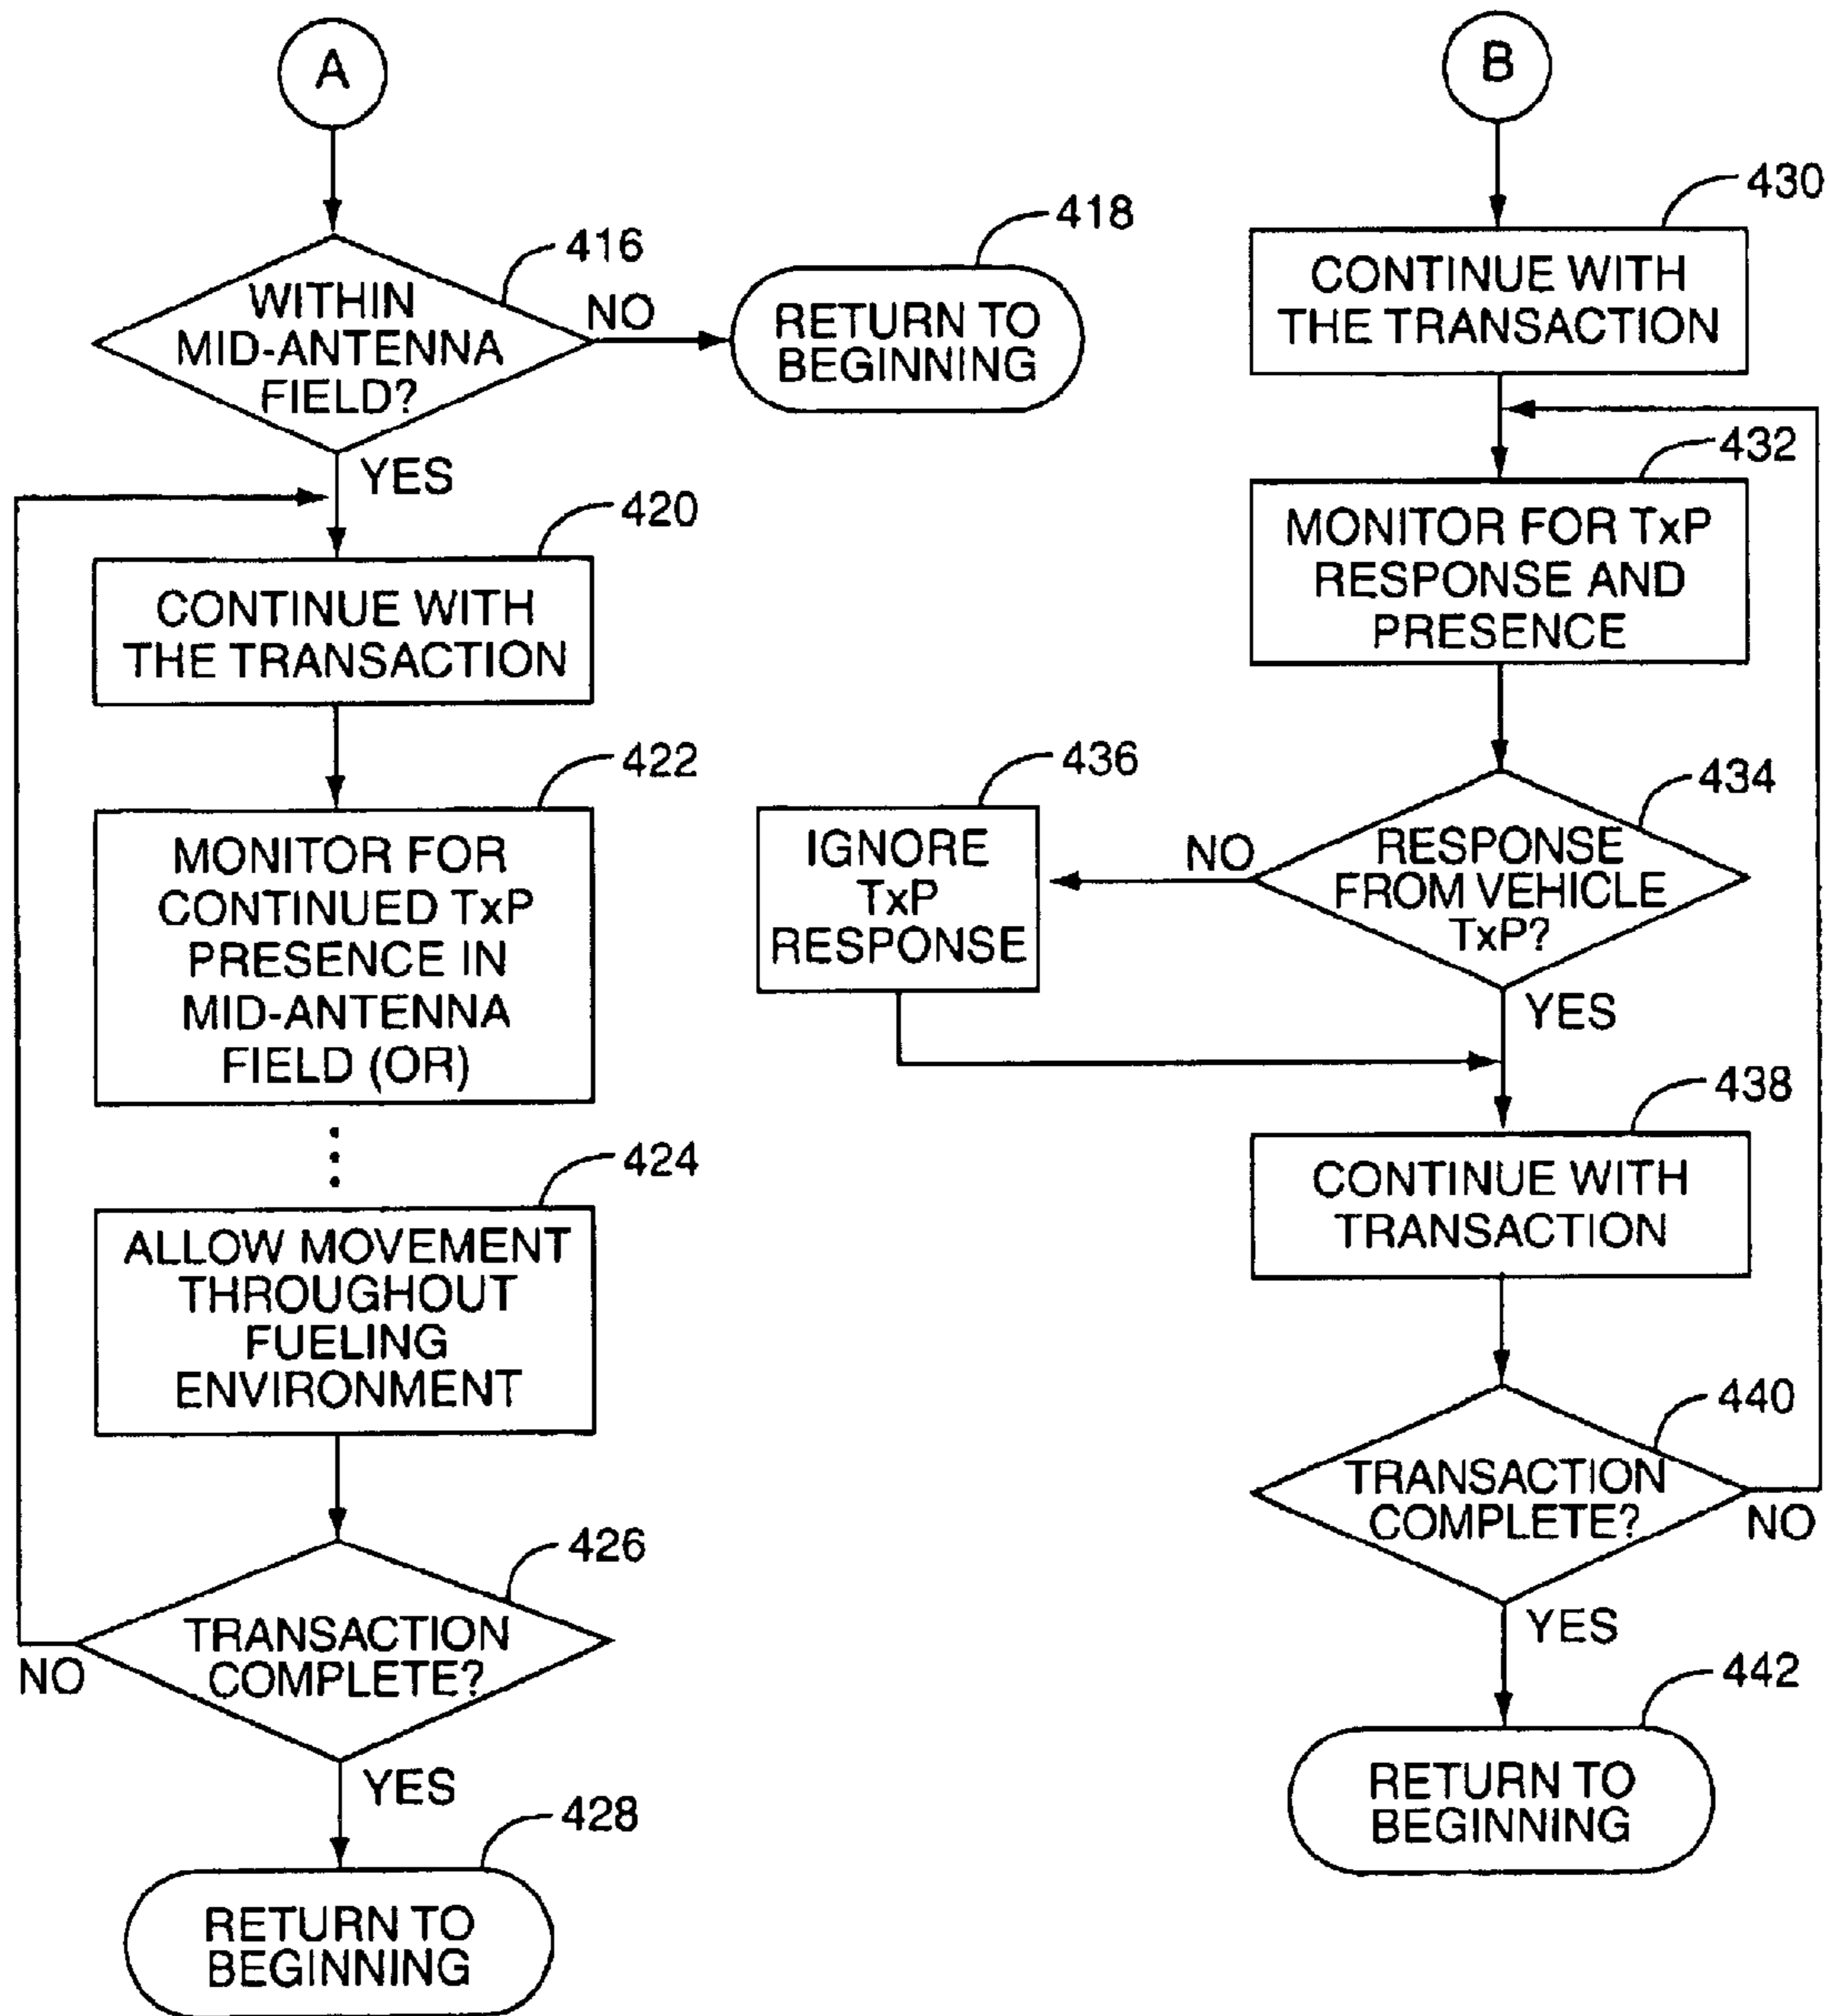 A
416
WITHIN
MID-ANTENNA
FIELD?
NO
418
RETURN TO
BEGINNING
YES
420
CONTINUE WITH
THE TRANSACTION
422
MONITOR FOR
CONTINUED TxP
PRESENCE IN
MID-ANTENNA
FIELD (OR)
424
ALLOW MOVEMENT
THROUGHOUT
FUELING
ENVIRONMENT
426
TRANSACTION
COMPLETE?
NO
YES
428
RETURN TO
BEGINNING
B
430
CONTINUE WITH
THE TRANSACTION
432
MONITOR FOR TxP
RESPONSE AND
PRESENCE
434
RESPONSE
FROM VEHICLE
TxP?
NO
436
IGNORE
TxP
RESPONSE
YES
438
CONTINUE WITH
TRANSACTION
440
TRANSACTION
COMPLETE?
NO
YES
442
RETURN TO
BEGINNING